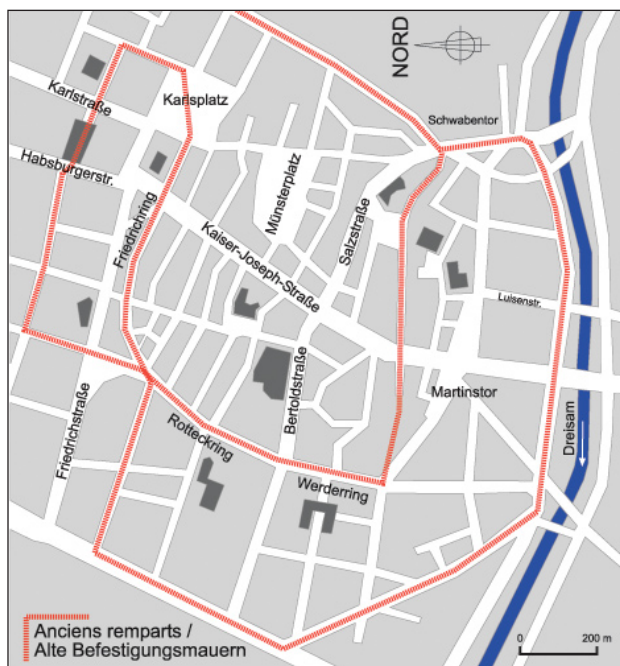 NORD
Schwabentor
Karlsplatz
Karlstraße
Habsburgerstr.
Münsterplatz
Salzstraße
Friedrichring
Kaiser-Joseph-Straße
Luisenstr.
Bertoldstraße
Martinstor
Dreisam
Friedrichstraße
Rotteckring
Werderring
Anciens remparts /
Alte Befestigungsmauern
0 200 m